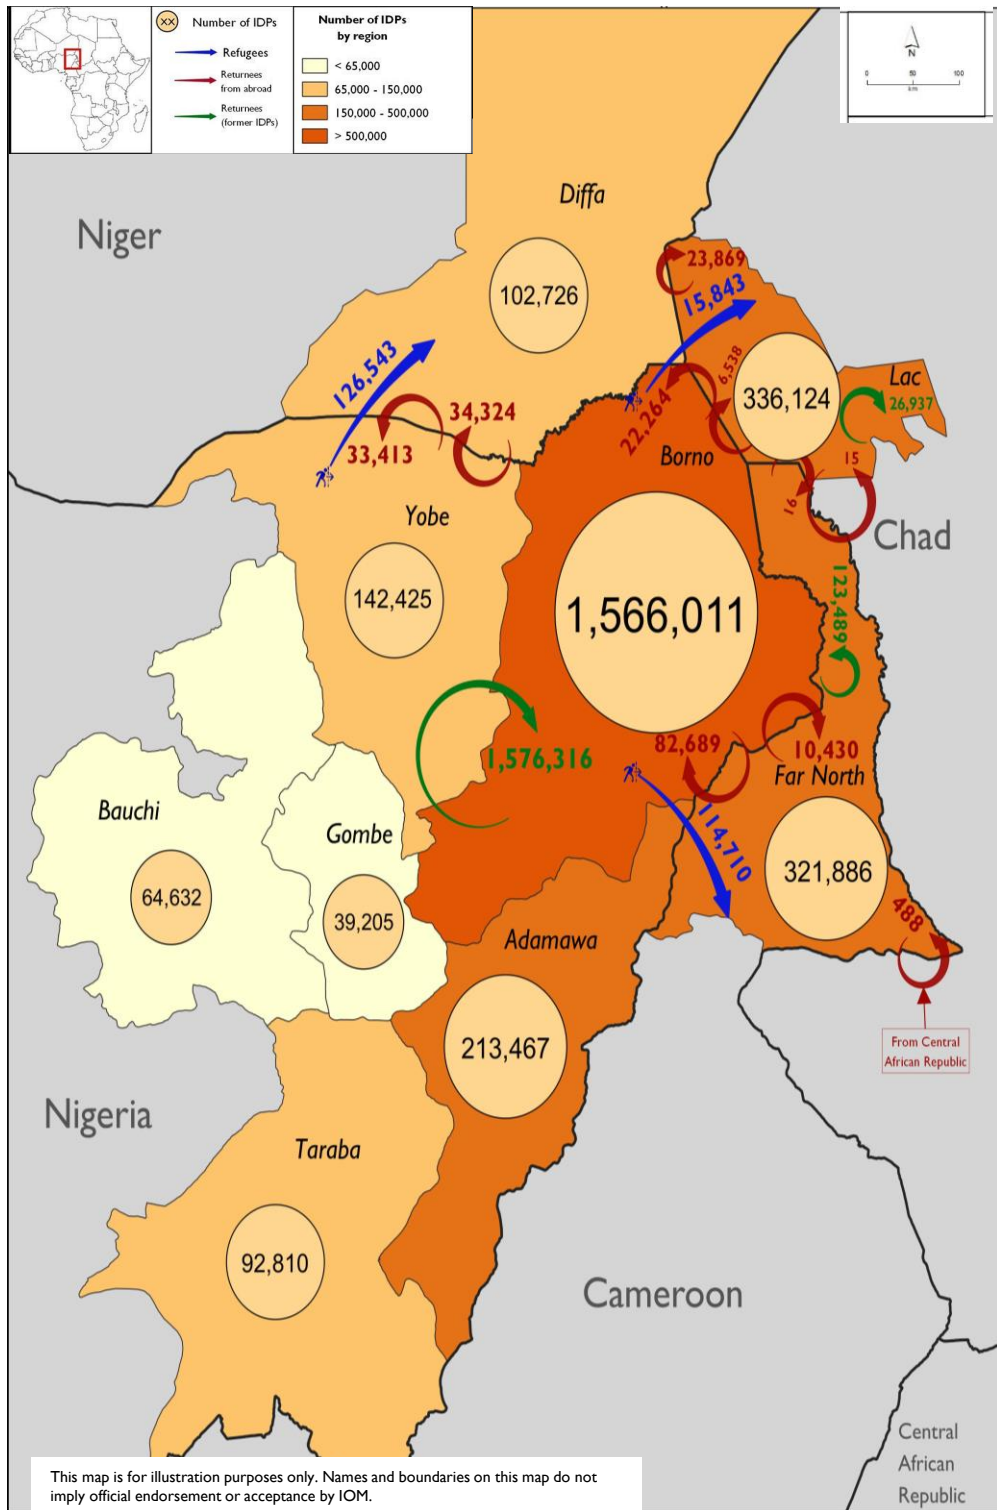 XX Number of IDPs
Refugees
Returnees
from abroad
Returnees
(former IDPs)
Number of IDPs
by region
< 65,000
65,000 - 150,000
150,000 - 500,000
> 500,000
N
0 50 100
Diffa
Niger
102,726
23,869
15,843
126,543
6,538
336,124
Lac
26,937
34,324
33,413
22,264
Borno
15
16
Yobe
Chad
142,425
1,566,011
123,489
1,576,316
82,689
10,430
Far North
Bauchi
Gombe
114,710
64,632
39,205
321,886
488
Adamawa
213,467
From Central
African Republic
Nigeria
Taraba
92,810
Cameroon
Central
African
Republic
This map is for illustration purposes only. Names and boundaries on this map do not
imply official endorsement or acceptance by IOM.